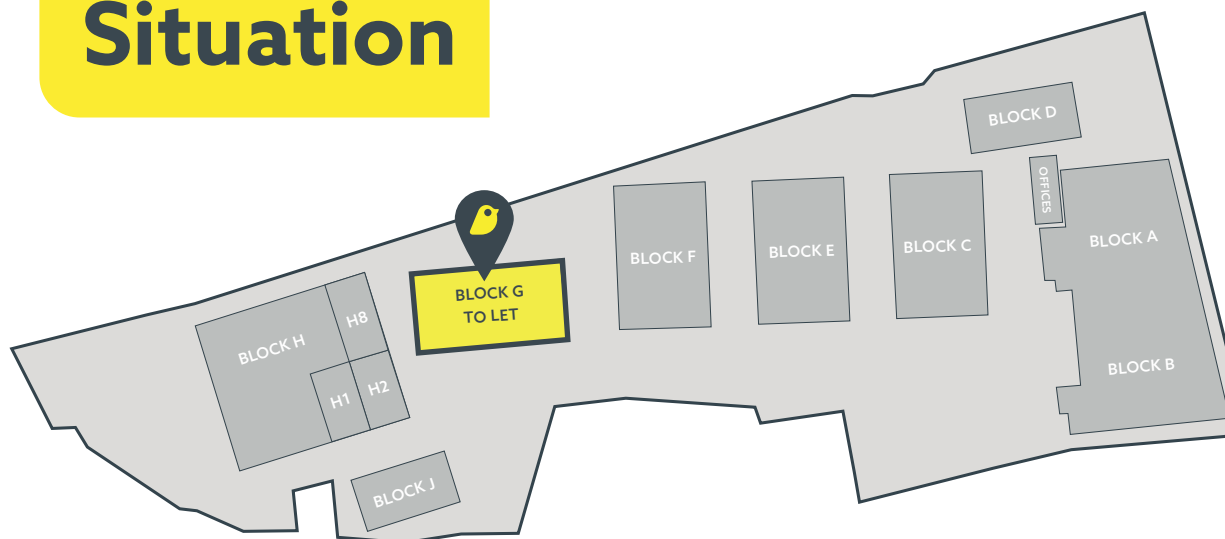 Situation
BLOCK D
OFFICES
BLOCK A
BLOCK C
BLOCK E
BLOCK F
BLOCK G
TO LET
H8
BLOCK H
H2
H1
BLOCK B
BLOCK J